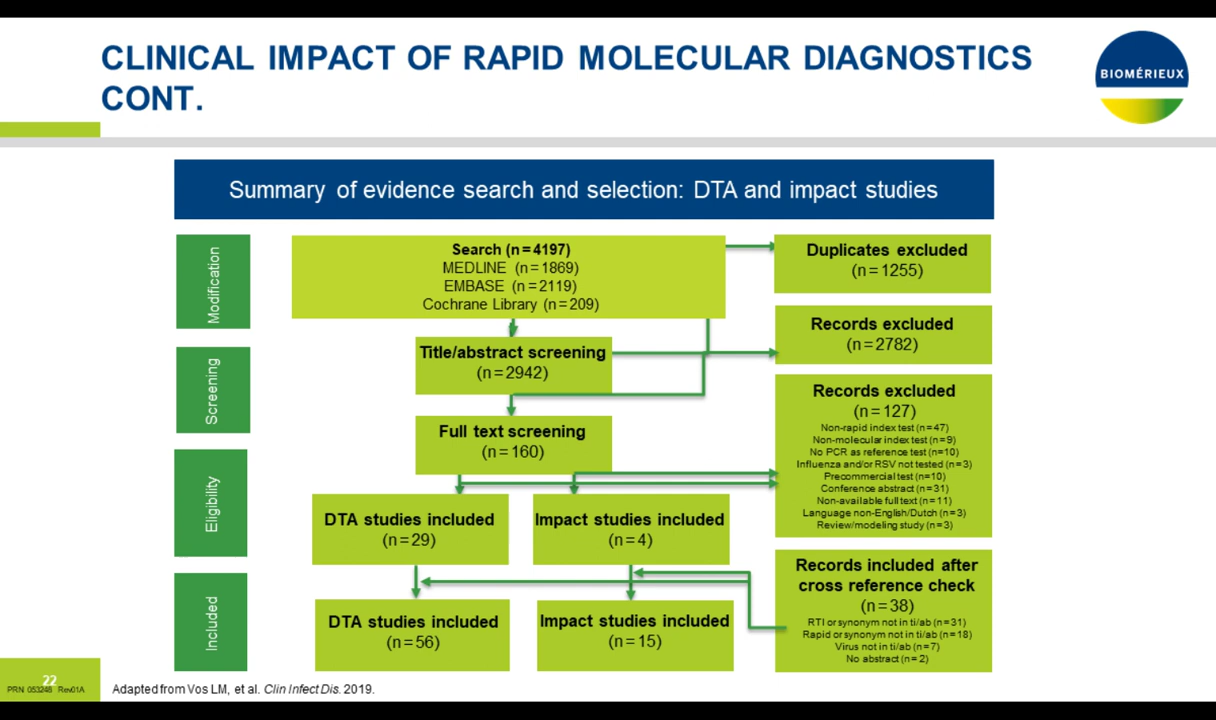 CLINICAL IMPACT OF RAPID MOLECULAR DIAGNOSTICS
CONT.
BIOMÉRIEUX
Summary of evidence search and selection: DTA and impact studies
Modification
Search (n=4197)
MEDLINE (n=1869)
EMBASE (n=2119)
Cochrane Library (n=209)
Duplicates excluded
(n=1255)
Screening
Title/abstract screening
(n=2942)
Records excluded
(n=2782)
Full text screening
(n=160)
Records excluded
(n=127)
Non-rapid index test (n=47)
Non-molecular index test (n=9)
No PCR as reference test (n=10)
Influenza and/or RSV not tested (n=3)
Precommercial test (n=10)
Conference abstract (n=31)
Non-available full text (n=11)
Language non-English/Dutch (n=3)
Review/modeling study (n=3)
Eligibility
DTA studies included
(n=29)
Impact studies included
(n=4)
Records included after
cross reference check
(n=38)
RTI or synonym not in ti/ab (n=31)
Rapid or synonym not in ti/ab (n=18)
Virus not in ti/ab (n=7)
No abstract (n=2)
Included
DTA studies included
(n=56)
Impact studies included
(n=15)
22
PRN 053248 Rev01A
Adapted from Vos LM, et al. Clin Infect Dis. 2019.